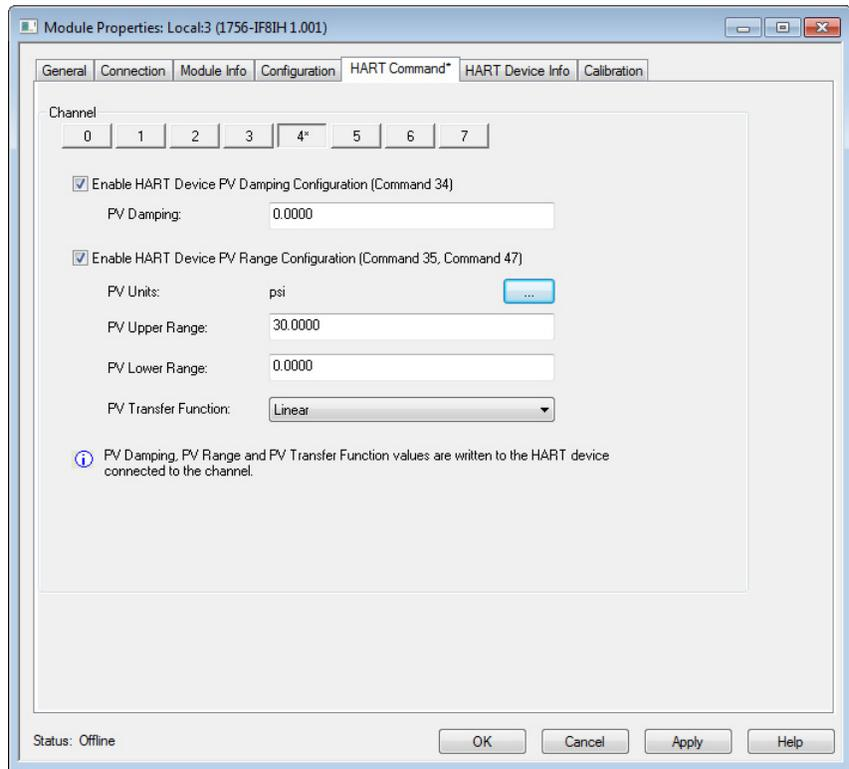 Module Properties: Local:3 (1756-IF8IH 1.001)
General Connection Module Info Configuration HART Command* HART Device Info Calibration
Channel
0 1 2 3 4* 5 6 7
Enable HART Device PV Damping Configuration (Command 34)
PV Damping: 0.0000
Enable HART Device PV Range Configuration (Command 35, Command 47)
PV Units: psi ...
PV Upper Range: 30.0000
PV Lower Range: 0.0000
PV Transfer Function: Linear
PV Damping, PV Range and PV Transfer Function values are written to the HART device
connected to the channel.
Status: Offline OK Cancel Apply Help